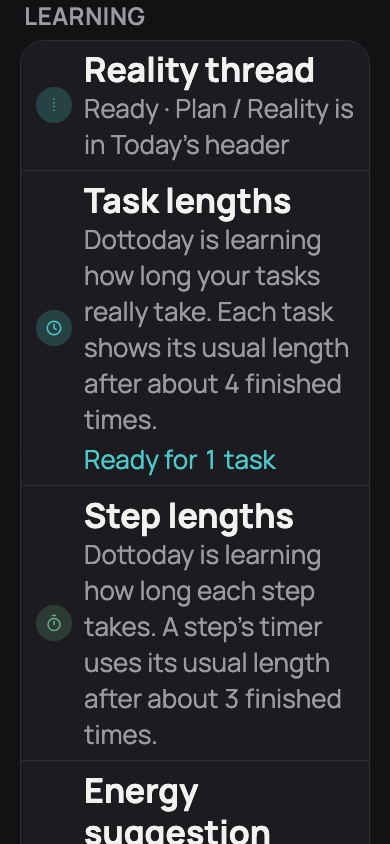 LEARNING
Reality thread
Ready · Plan / Reality is
in Today’s header
Task lengths
Dottoday is learning
how long your tasks
really take. Each task
shows its usual length
after about 4 finished
times.
Ready for 1 task
Step lengths
Dottoday is learning
how long each step
takes. A step’s timer
uses its usual length
after about 3 finished
times.
Energy
suggestion